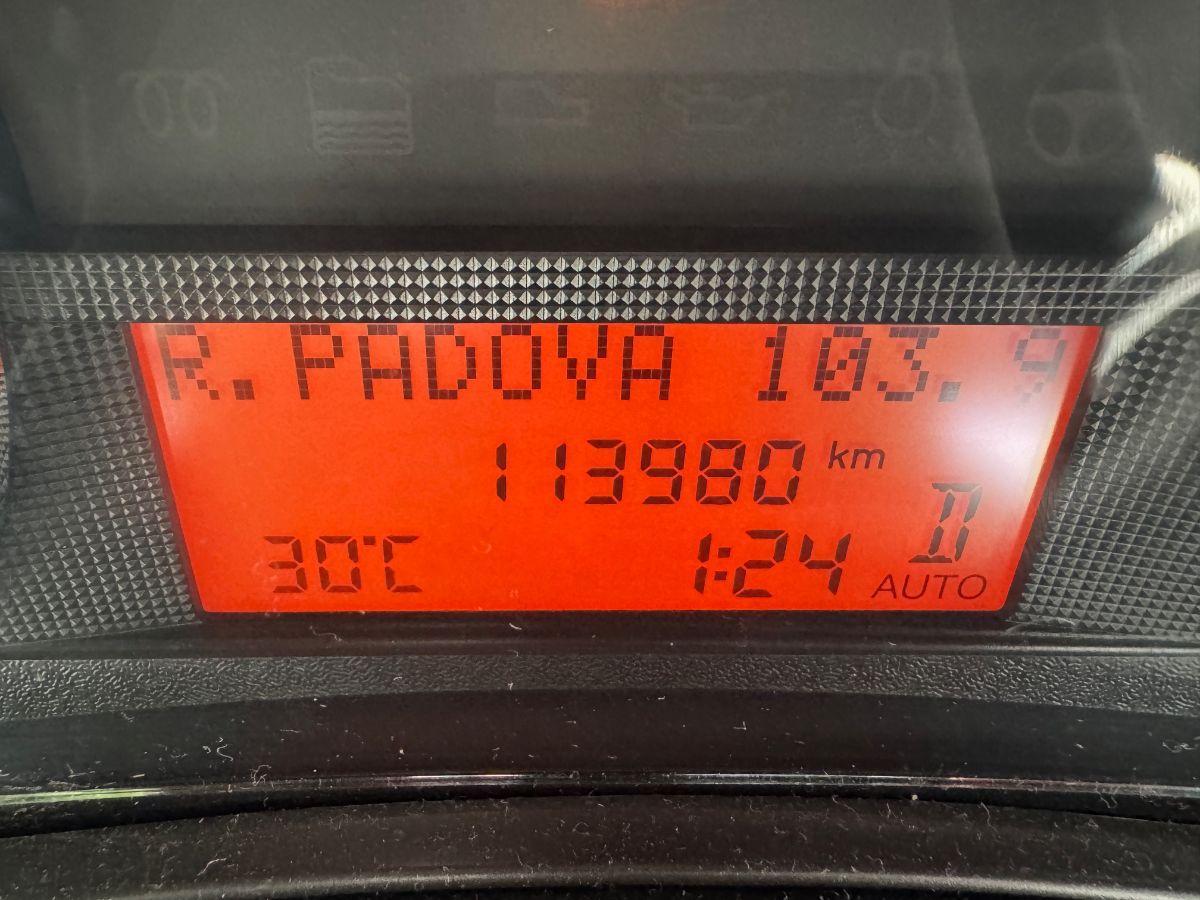 R. PADOVA 103.9
113980 km
D
30°C 1:24 AUTO